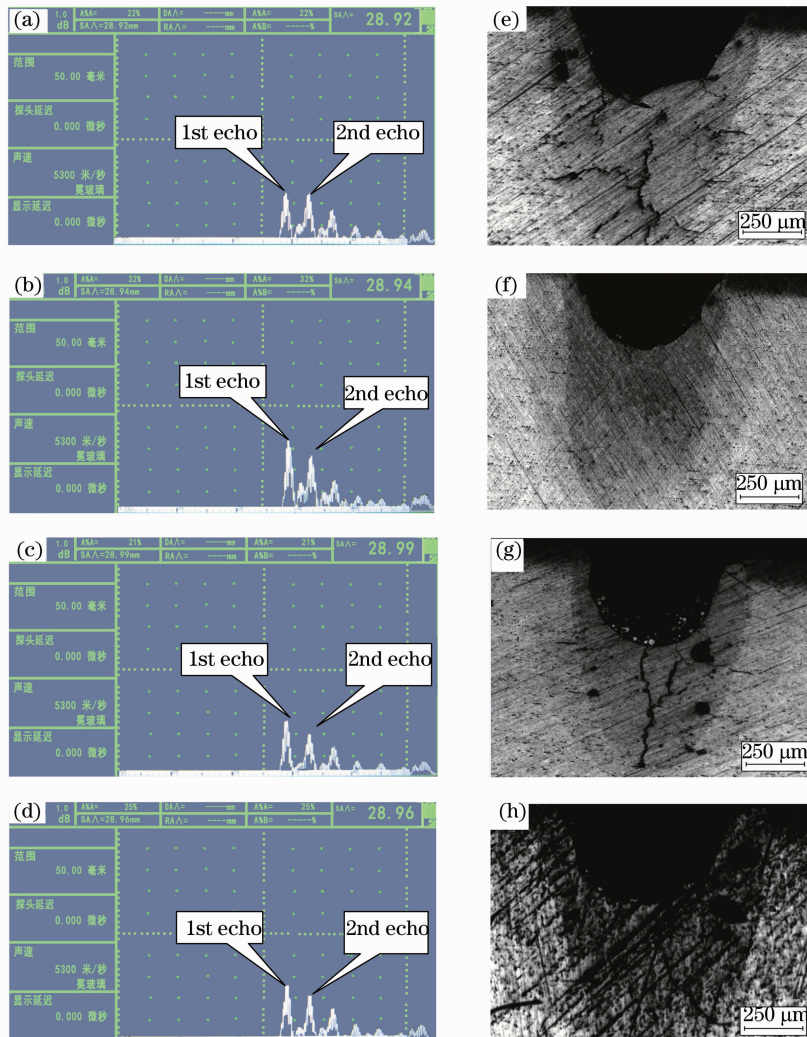 (a)
1.0 A%A= 22% DA∧= -----mm A%A= 22% SA∧= 28.92
dB SA∧=28.92mm RA∧= ----mm A%B= -----%
范围
50.00 毫米
探头延迟
0.000 微秒
声速
5300 米/秒
冕玻璃
显示延迟
0.000 微秒
1st echo
2nd echo
(e)
250 μm
(b)
1.0 A%A= 32% DA∧= -----mm A%A= 32% SA∧= 28.94
dB SA∧=28.94mm RA∧= ----mm A%B= -----%
范围
50.00 毫米
探头延迟
0.000 微秒
声速
5300 米/秒
冕玻璃
显示延迟
0.000 微秒
1st echo
2nd echo
(f)
250 μm
(c)
1.0 A%A= 21% DA∧= -----mm A%A= 21% SA∧= 28.99
dB SA∧=28.99mm RA∧= ----mm A%B= -----%
范围
50.00 毫米
探头延迟
0.000 微秒
声速
5300 米/秒
冕玻璃
显示延迟
0.000 微秒
1st echo
2nd echo
(g)
250 μm
(d)
1.0 A%A= 25% DA∧= -----mm A%A= 25% SA∧= 28.96
dB SA∧=28.96mm RA∧= ----mm A%B= -----%
范围
50.00 毫米
探头延迟
0.000 微秒
声速
5300 米/秒
冕玻璃
显示延迟
0.000 微秒
1st echo
2nd echo
(h)
250 μm